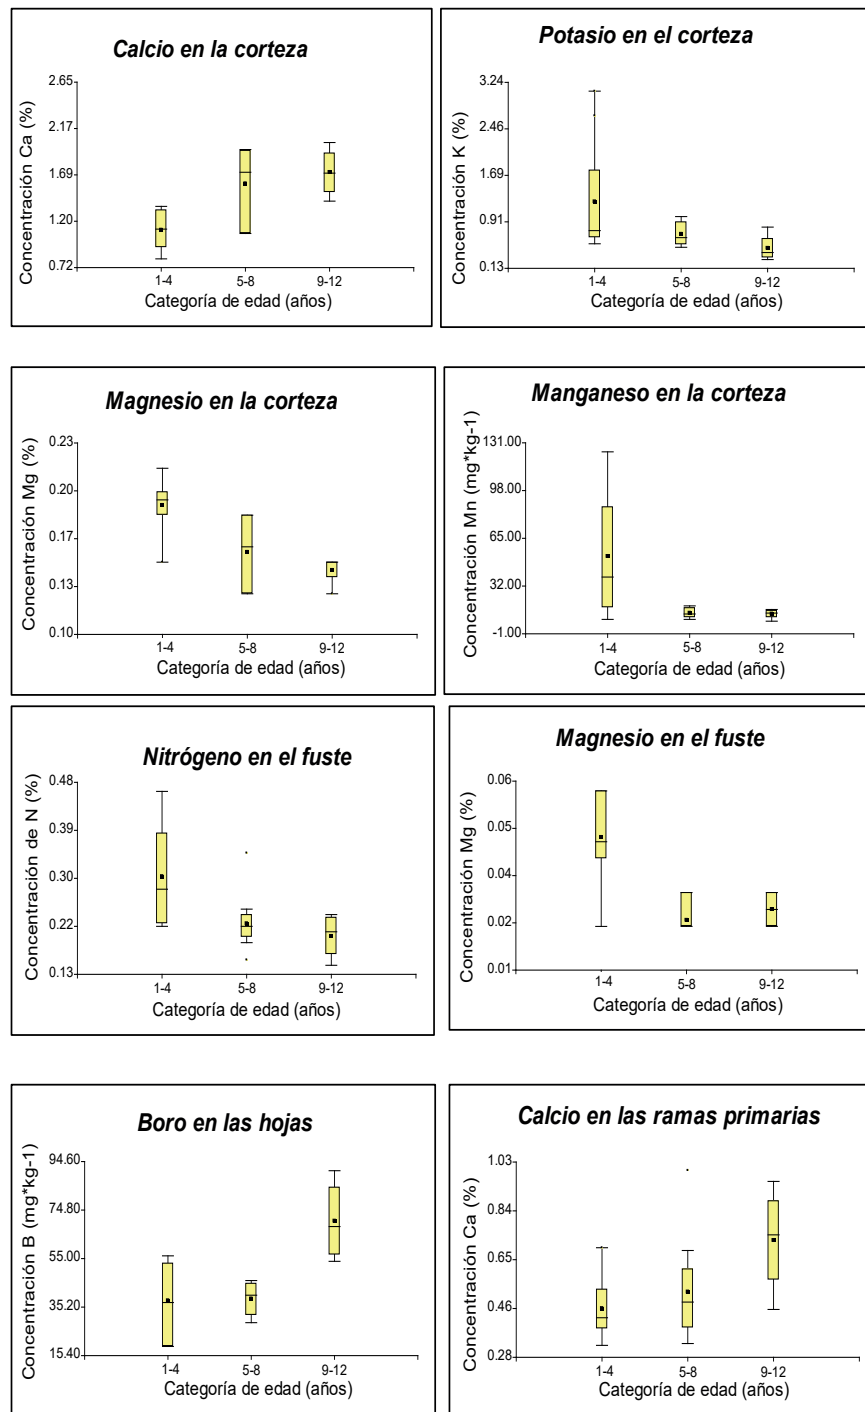 Calcio en la corteza
Concentración Ca (%)
2.65
2.17
1.69
1.20
0.72
1-4
5-8
9-12
Categoría de edad (años)
Potasio en el corteza
Concentración K (%)
3.24
2.46
1.69
0.91
0.13
1-4
5-8
9-12
Categoría de edad (años)
Magnesio en la corteza
Concentración Mg (%)
0.23
0.20
0.17
0.13
0.10
1-4
5-8
9-12
Categoría de edad (años)
Manganeso en la corteza
Concentración Mn (mg*kg-1)
131.00
98.00
65.00
32.00
-1.00
1-4
5-8
9-12
Categoría de edad (años)
Nitrógeno en el fuste
Concentración de N (%)
0.48
0.39
0.30
0.22
0.13
1-4
5-8
9-12
Categoría de edad (años)
Magnesio en el fuste
Concentración Mg (%)
0.06
0.05
0.04
0.02
0.01
1-4
5-8
9-12
Categoría de edad (años)
Boro en las hojas
Concentración B (mg*kg-1)
94.60
74.80
55.00
35.20
15.40
1-4
5-8
9-12
Categoría de edad (años)
Calcio en las ramas primarias
Concentración Ca (%)
1.03
0.84
0.65
0.46
0.28
1-4
5-8
9-12
Categoría de edad (años)